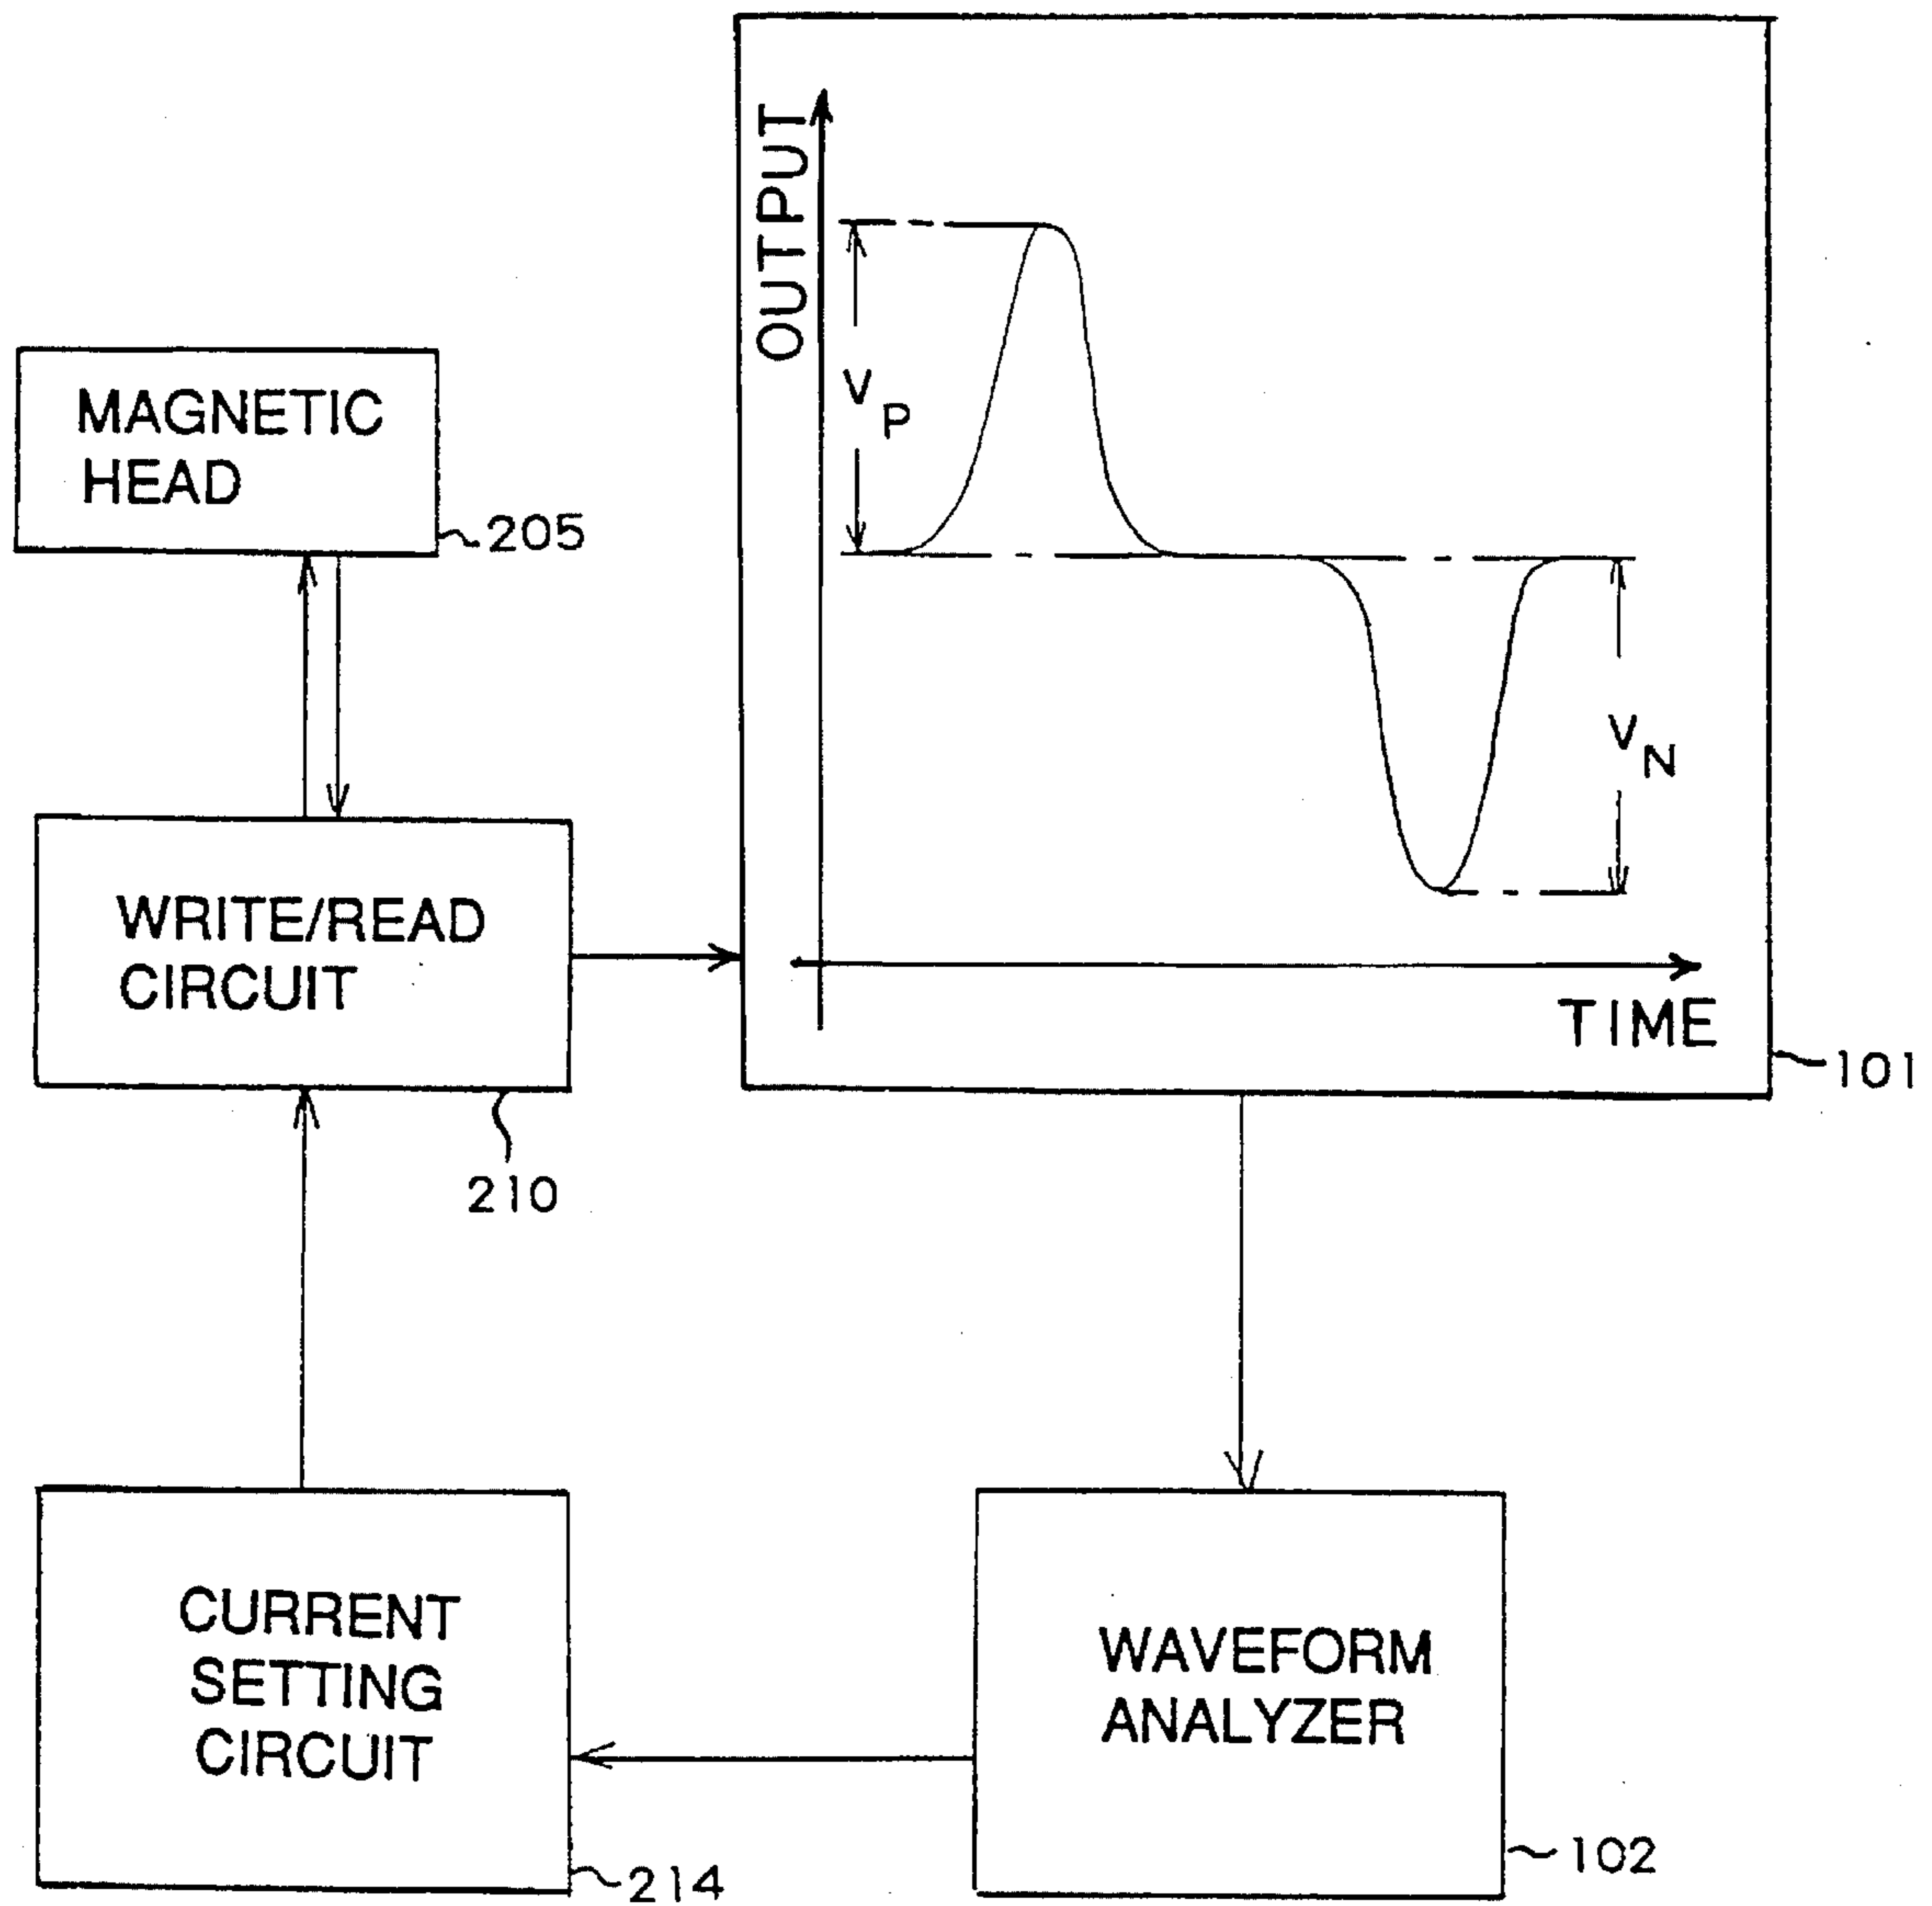 OUTPUT
V P
V N
TIME
101
MAGNETIC
HEAD
205
WRITE/READ
CIRCUIT
210
CURRENT
SETTING
CIRCUIT
214
WAVEFORM
ANALYZER
102